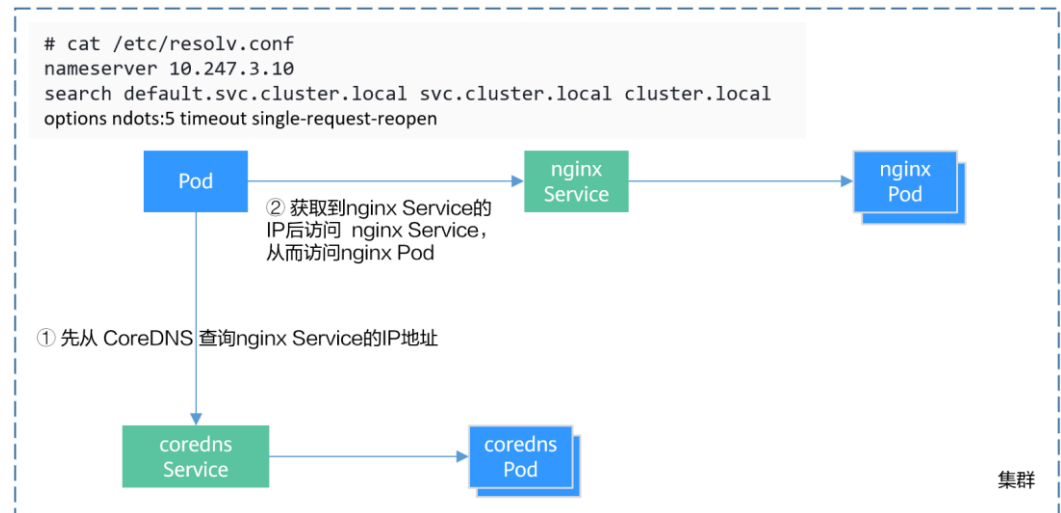 # cat /etc/resolv.conf
nameserver 10.247.3.10
search default.svc.cluster.local svc.cluster.local cluster.local
options ndots:5 timeout single-request-reopen
Pod
nginx
Service
nginx
Pod
② 获取到nginx Service的
IP后访问 nginx Service，
从而访问nginx Pod
① 先从 CoreDNS 查询nginx Service的IP地址
coredns
Service
coredns
Pod
集群